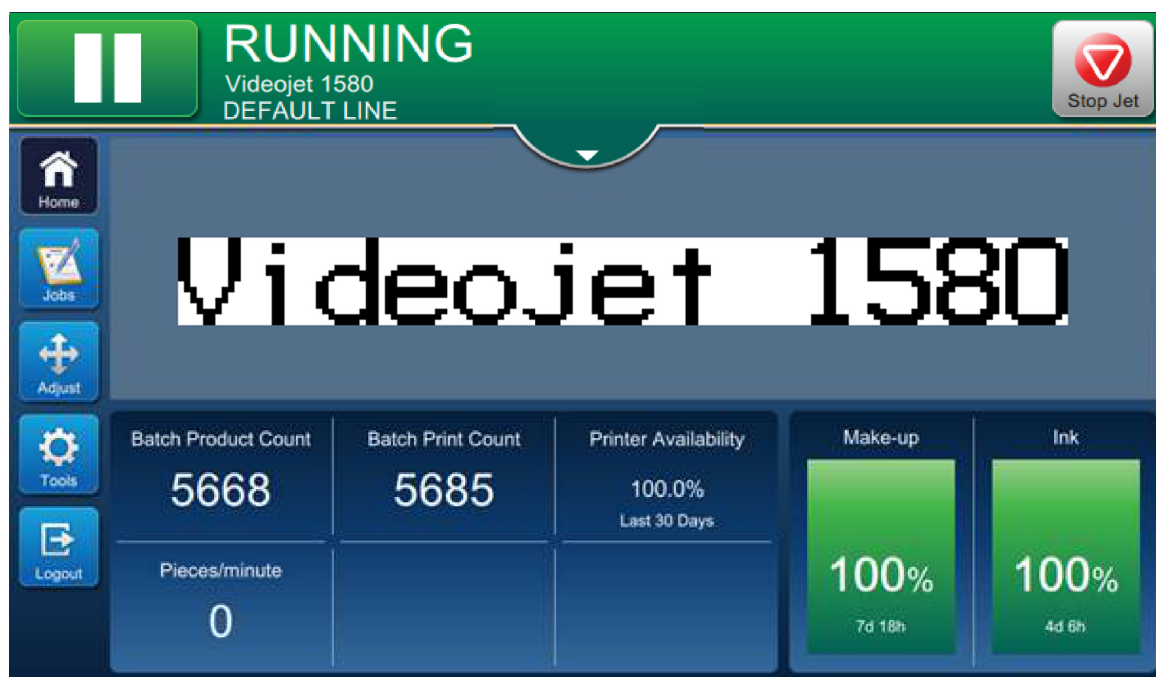 RUNNING
Videojet 1580
DEFAULT LINE
Stop Jet
Home
Jobs
Adjust
Tools
Logout
Videojet 1580
Batch Product Count
5668
Batch Print Count
5685
Printer Availability
100.0%
Last 30 Days
Pieces/minute
0
Make-up
100%
7d 18h
Ink
100%
4d 6h